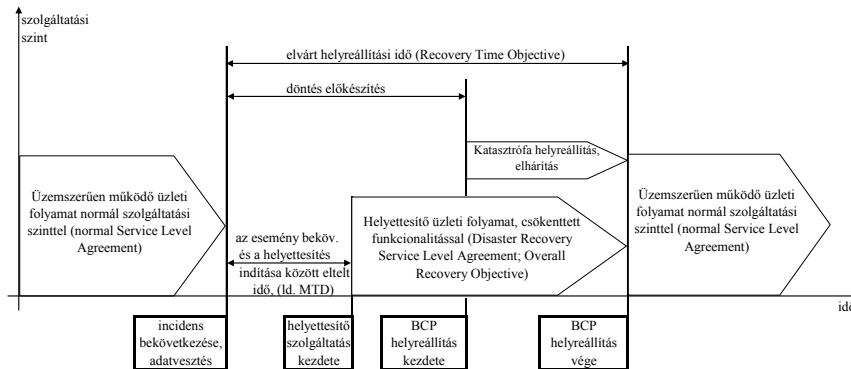 szolgáltatási
szint
elvárt helyreállítási idő (Recovery Time Objective)
döntés előkészítés
Katasztrófa helyreállítás,
elhárítás
Üzemszerűen működő üzleti
folyamat normál szolgáltatási
szinttel (normal Service Level
Agreement)
az esemény beköv.
és a helyettesítés
indítása között eltelt
idő, (ld. MTD)
Helyettesítő üzleti folyamat, csökkenttett
funkcionalitással (Disaster Recovery
Service Level Agreement; Overall
Recovery Objective)
Üzemszerűen működő üzleti
folyamat normál szolgáltatási
szinttel (normal Service Level
Agreement)
idő
incidens
bekövetkezése,
adatvesztés
helyettesítő
szolgáltatás
kezdete
BCP
helyreállítás
kezdete
BCP
helyreállítás
vége